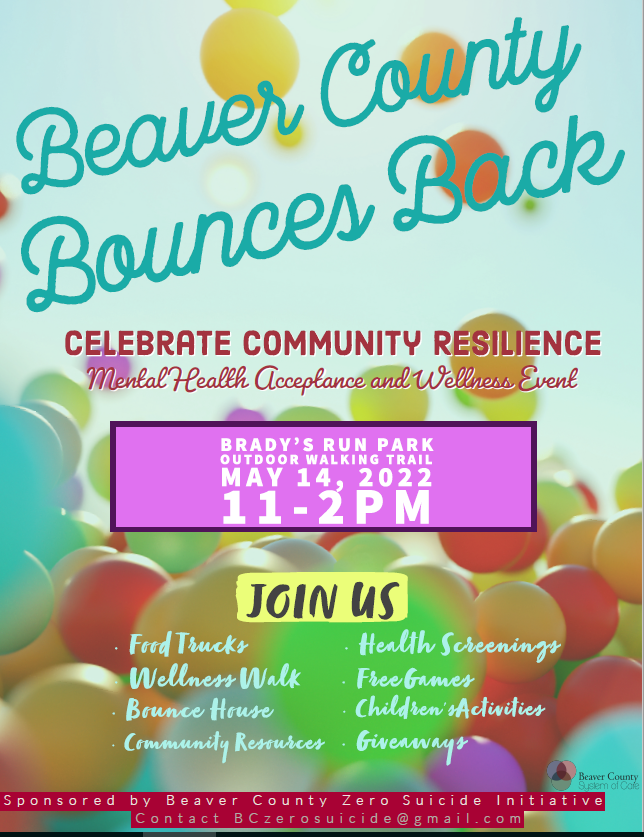 Beaver County
Bounces Back
CELEBRATE COMMUNITY RESILIENCE
Mental Health Acceptance and Wellness Event
BRADY'S RUN PARK
OUTDOOR WALKING TRAIL
MAY 14, 2022
11-2PM
JOIN US
· Food Trucks
· Wellness Walk
· Bounce House
· Community Resources
· Health Screenings
· Free Games
· Children's Activities
· Giveaways
Beaver County
System of Care
Sponsored by Beaver County Zero Suicide Initiative
Contact BCzerosuicide@gmail.com